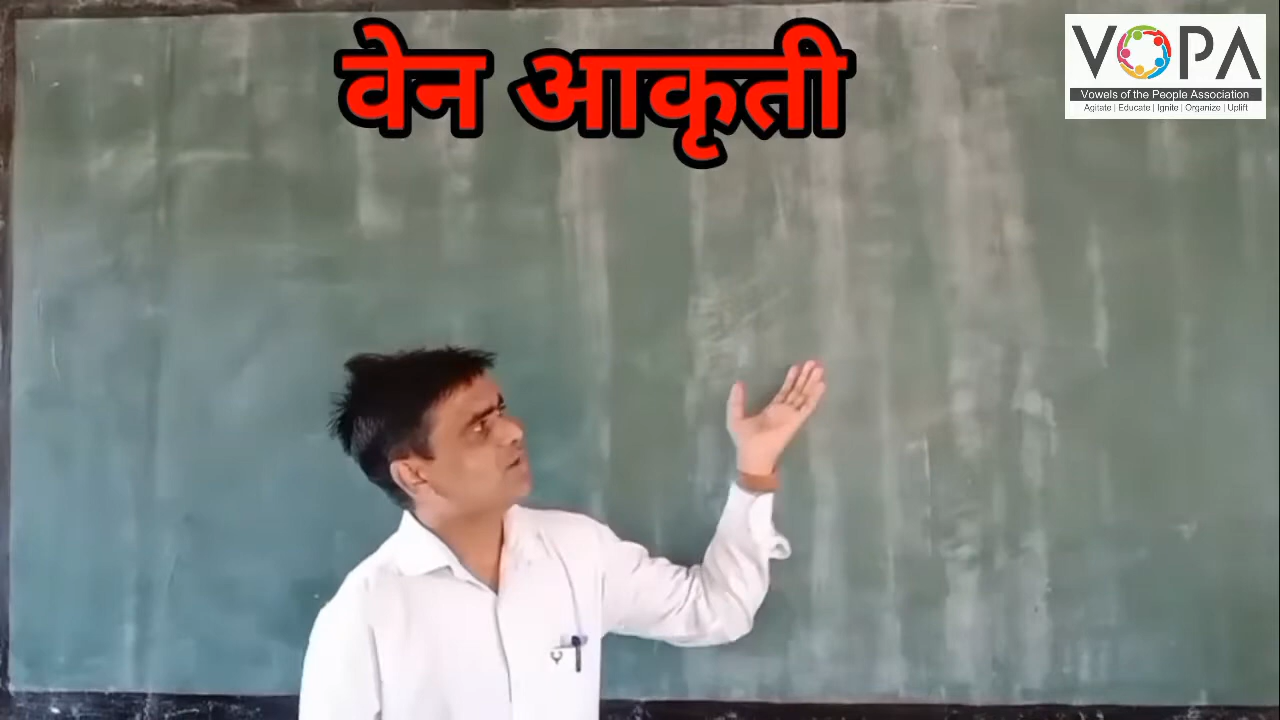 वेन आकृती
VOPA
Vowels of the People Association
Agitate | Educate | Ignite | Organize | Uplift